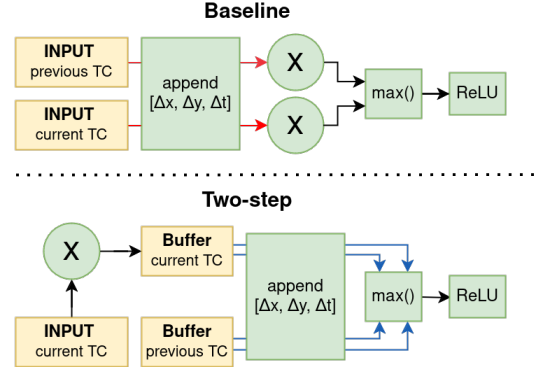 Baseline
INPUT
previous TC
INPUT
current TC
append
[Δx, Δy, Δt]
X
X
max()
ReLU
Two-step
X
INPUT
current TC
Buffer
current TC
Buffer
previous TC
append
[Δx, Δy, Δt]
max()
ReLU